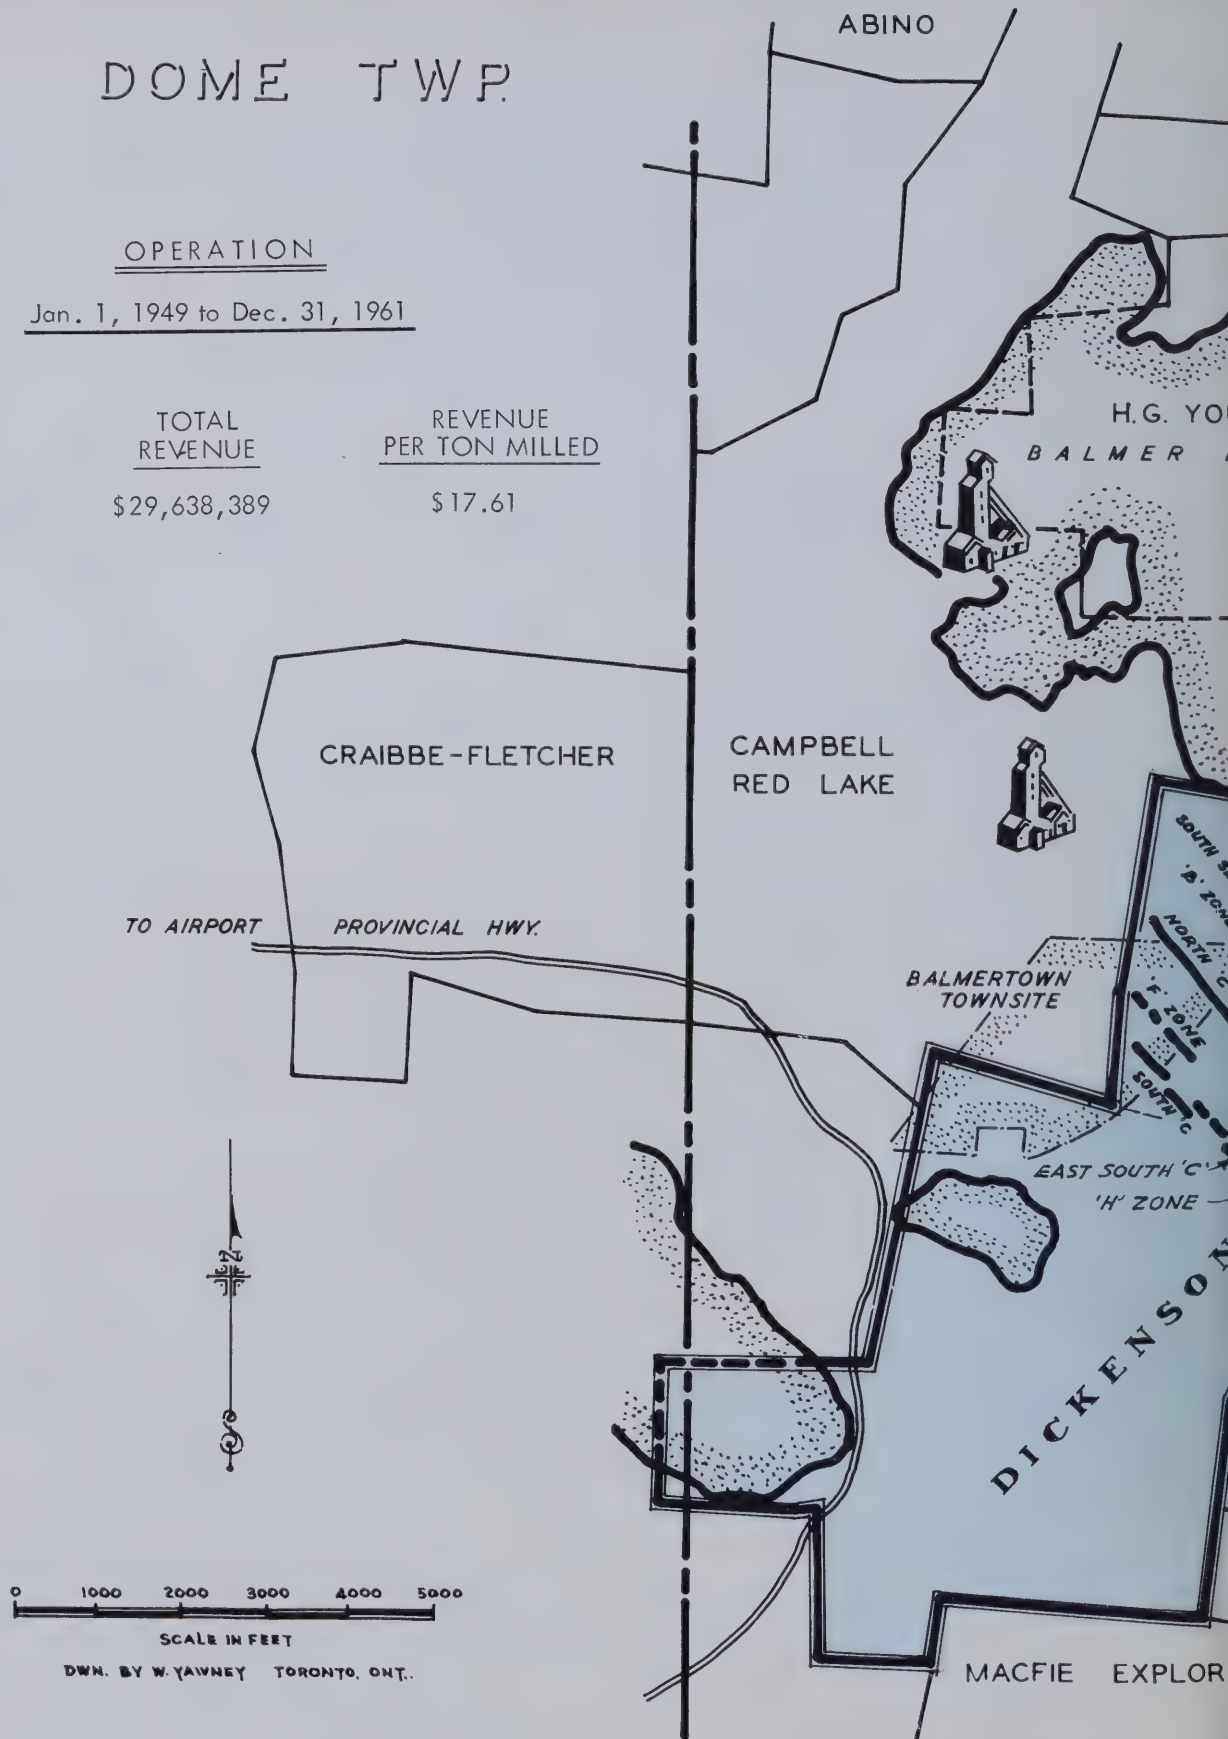 ABINO
DOME TWP.
OPERATION
Jan. 1, 1949 to Dec. 31, 1961
TOTAL
REVENUE
$29,638,389
REVENUE
PER TON MILLED
$17.61
H.G. YOU
BALMER
CRAIBBE-FLETCHER
CAMPBELL
RED LAKE
SOUTH
'B' ZONE
NORTH C
'F' ZONE
SOUTH 'C'
TO AIRPORT PROVINCIAL HWY.
BALMERTOWN
TOWNSITE
EAST SOUTH 'C'
'H' ZONE
DICKENSON
N
S
0 1000 2000 3000 4000 5000
SCALE IN FEET
DWN. BY W. YAWNEY TORONTO, ONT..
MACFIE EXPLOR